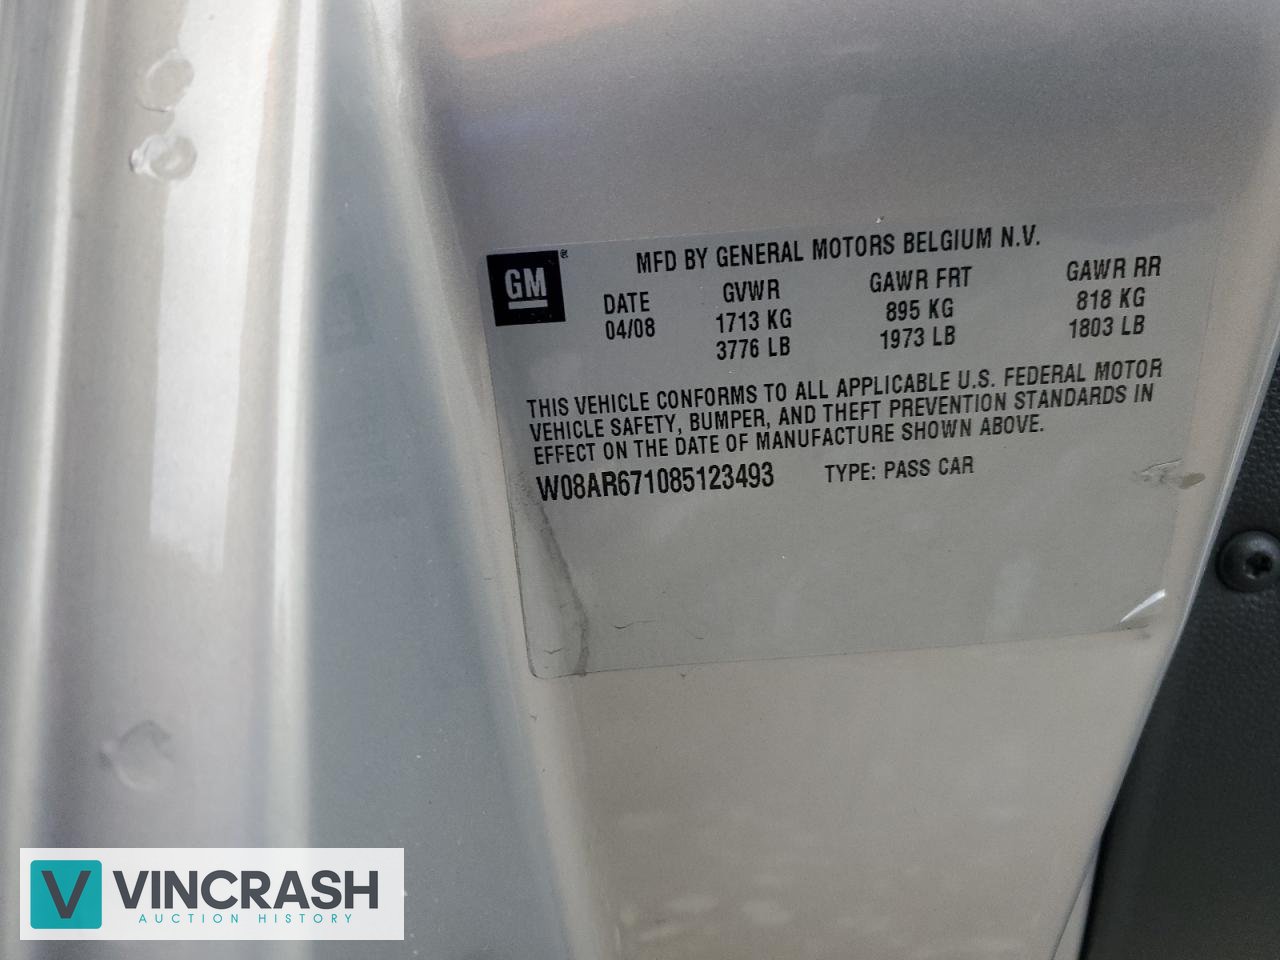 GM®
MFD BY GENERAL MOTORS BELGIUM N.V.
DATE GVWR GAWR FRT GAWR RR
04/08 1713 KG 895 KG 818 KG
3776 LB 1973 LB 1803 LB
THIS VEHICLE CONFORMS TO ALL APPLICABLE U.S. FEDERAL MOTOR
VEHICLE SAFETY, BUMPER, AND THEFT PREVENTION STANDARDS IN
EFFECT ON THE DATE OF MANUFACTURE SHOWN ABOVE.
W08AR671085123493 TYPE: PASS CAR
V VINCRASH
AUCTION HISTORY